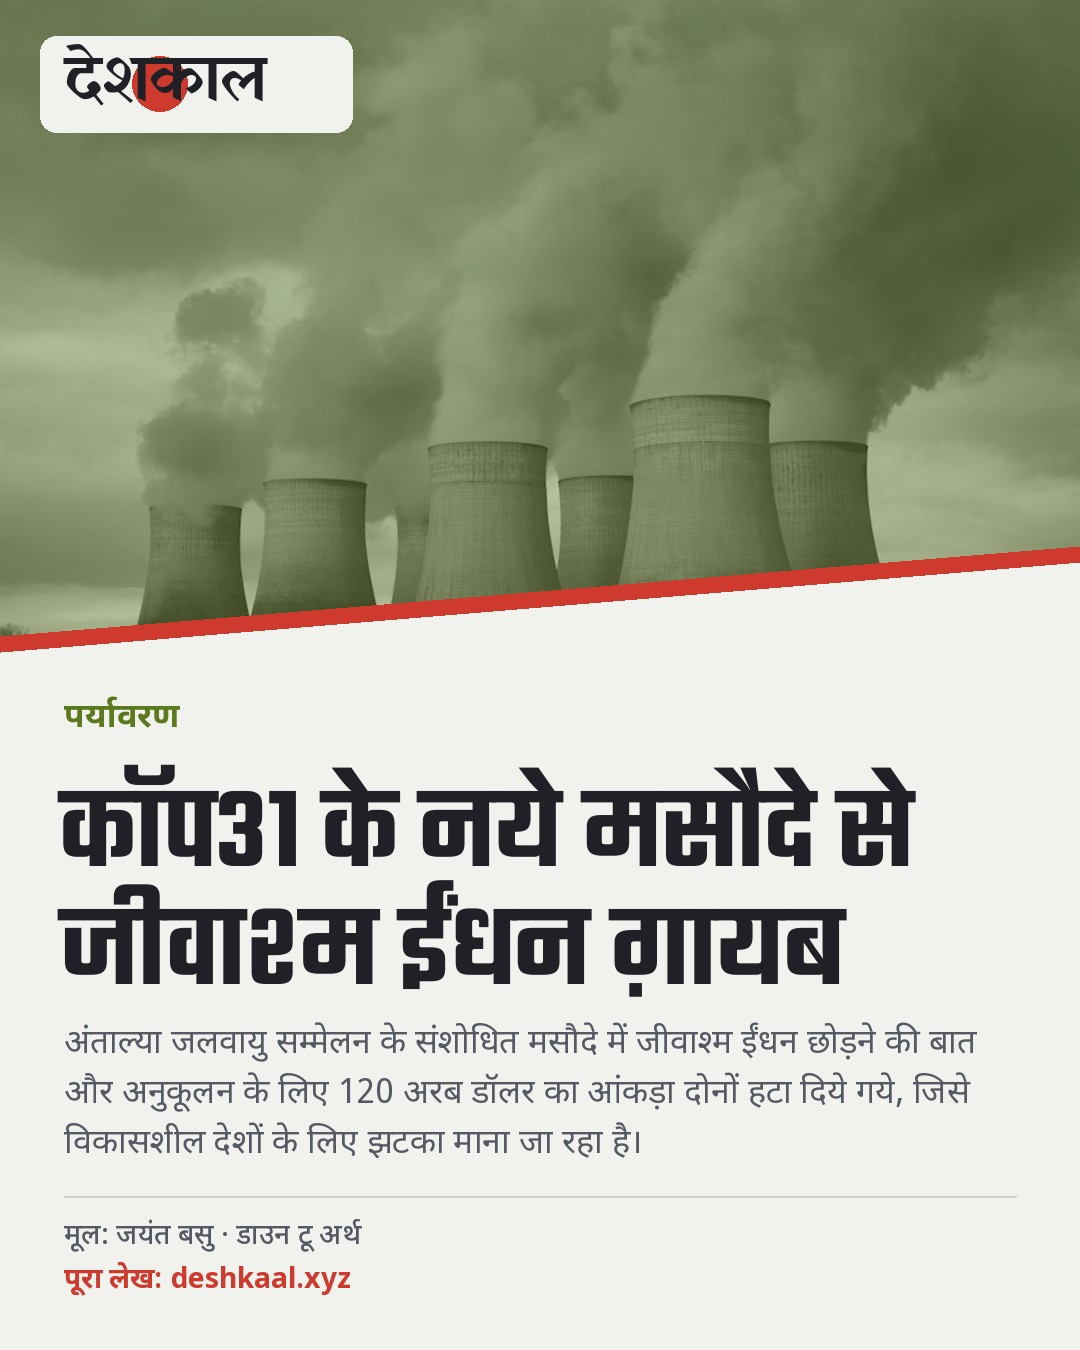 देशकाल
पर्यावरण
कॉप31 के नये मसौदे से
जीवाश्म ईंधन ग़ायब
अंताल्या जलवायु सम्मेलन के संशोधित मसौदे में जीवाश्म ईंधन छोड़ने की बात
और अनुकूलन के लिए 120 अरब डॉलर का आंकड़ा दोनों हटा दिये गये, जिसे
विकासशील देशों के लिए झटका माना जा रहा है।
मूल: जयंत बसु · डाउन टू अर्थ
पूरा लेख: deshkaal.xyz